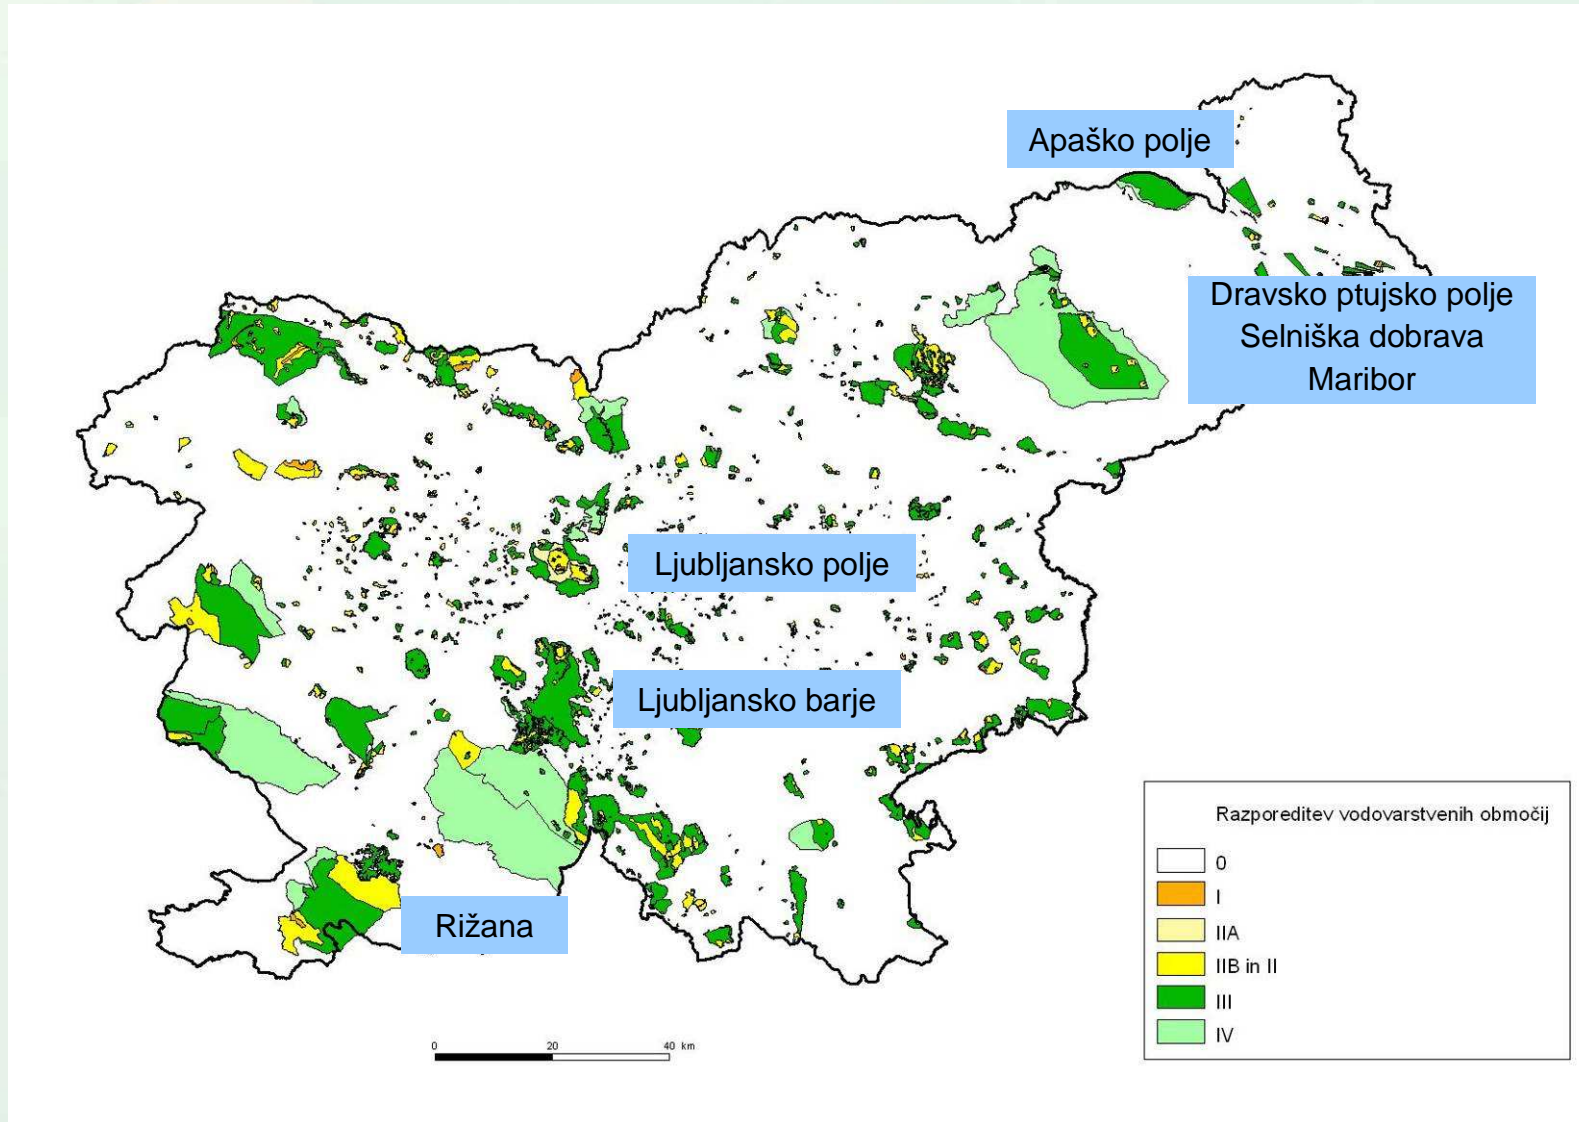 Apaško polje
Dravsko ptujsko polje
Selniška dobrava
Maribor
Ljubljansko polje
Ljubljansko barje
Rižana
Razporeditev vodovarstvenih območij
0
I
IIA
IIB in II
III
IV
0 20 40 km